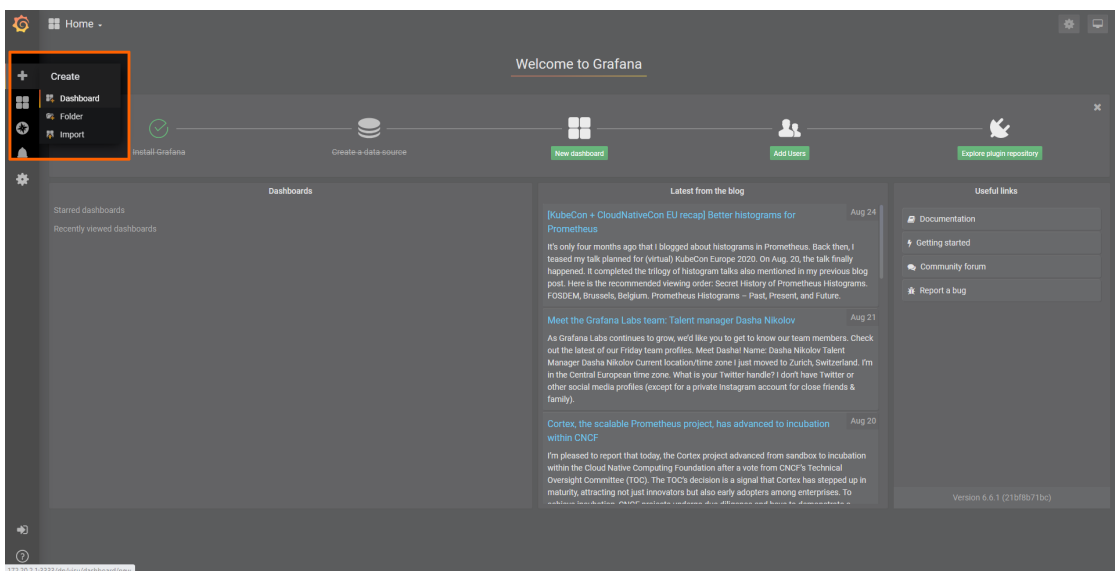 Home
Welcome to Grafana
Create
Dashboard
Folder
Import
Install Grafana
Create a data source
New dashboard
Add Users
Explore plugin repository
Dashboards
Starred dashboards
Recently viewed dashboards
Latest from the blog
[KubeCon + CloudNativeCon EU recap] Better histograms for
Prometheus
Aug 24
It's only four months ago that I blogged about histograms in Prometheus. Back then, I
teased my talk planned for (virtual) KubeCon Europe 2020. On Aug. 20, the talk finally
happened. It completed the trilogy of histogram talks also mentioned in my previous blog
post. Here is the recommended viewing order: Secret History of Prometheus Histograms.
FOSDEM, Brussels, Belgium. Prometheus Histograms – Past, Present, and Future.
Meet the Grafana Labs team: Talent manager Dasha Nikolov
Aug 21
As Grafana Labs continues to grow, we'd like you to get to know our team members. Check
out the latest of our Friday team profiles. Meet Dasha! Name: Dasha Nikolov Talent
Manager Dasha Nikolov Current location/time zone I just moved to Zurich, Switzerland. I'm
in the Central European time zone. What is your Twitter handle? I don't have Twitter or
other social media profiles (except for a private Instagram account for close friends &
family).
Cortex, the scalable Prometheus project, has advanced to incubation
within CNCF
Aug 20
I'm pleased to report that today, the Cortex project advanced from sandbox to incubation
within the Cloud Native Computing Foundation after a vote from CNCF's Technical
Oversight Committee (TOC). The TOC's decision is a signal that Cortex has stepped up in
maturity, attracting not just innovators but also early adopters among enterprises. To
Useful links
Documentation
Getting started
Community forum
Report a bug
Version 6.6.1 (21bf8b71bc)